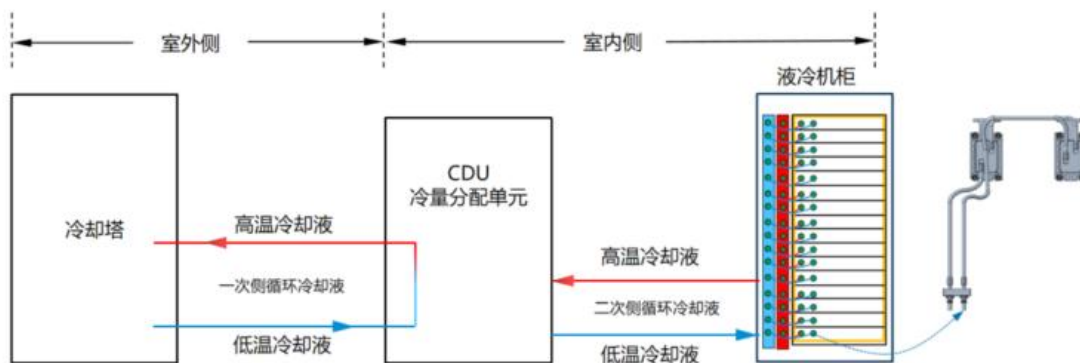 室外侧
室内侧
液冷机柜
CDU
冷量分配单元
冷却塔
高温冷却液
一次侧循环冷却液
低温冷却液
高温冷却液
二次侧循环冷却液
低温冷却液